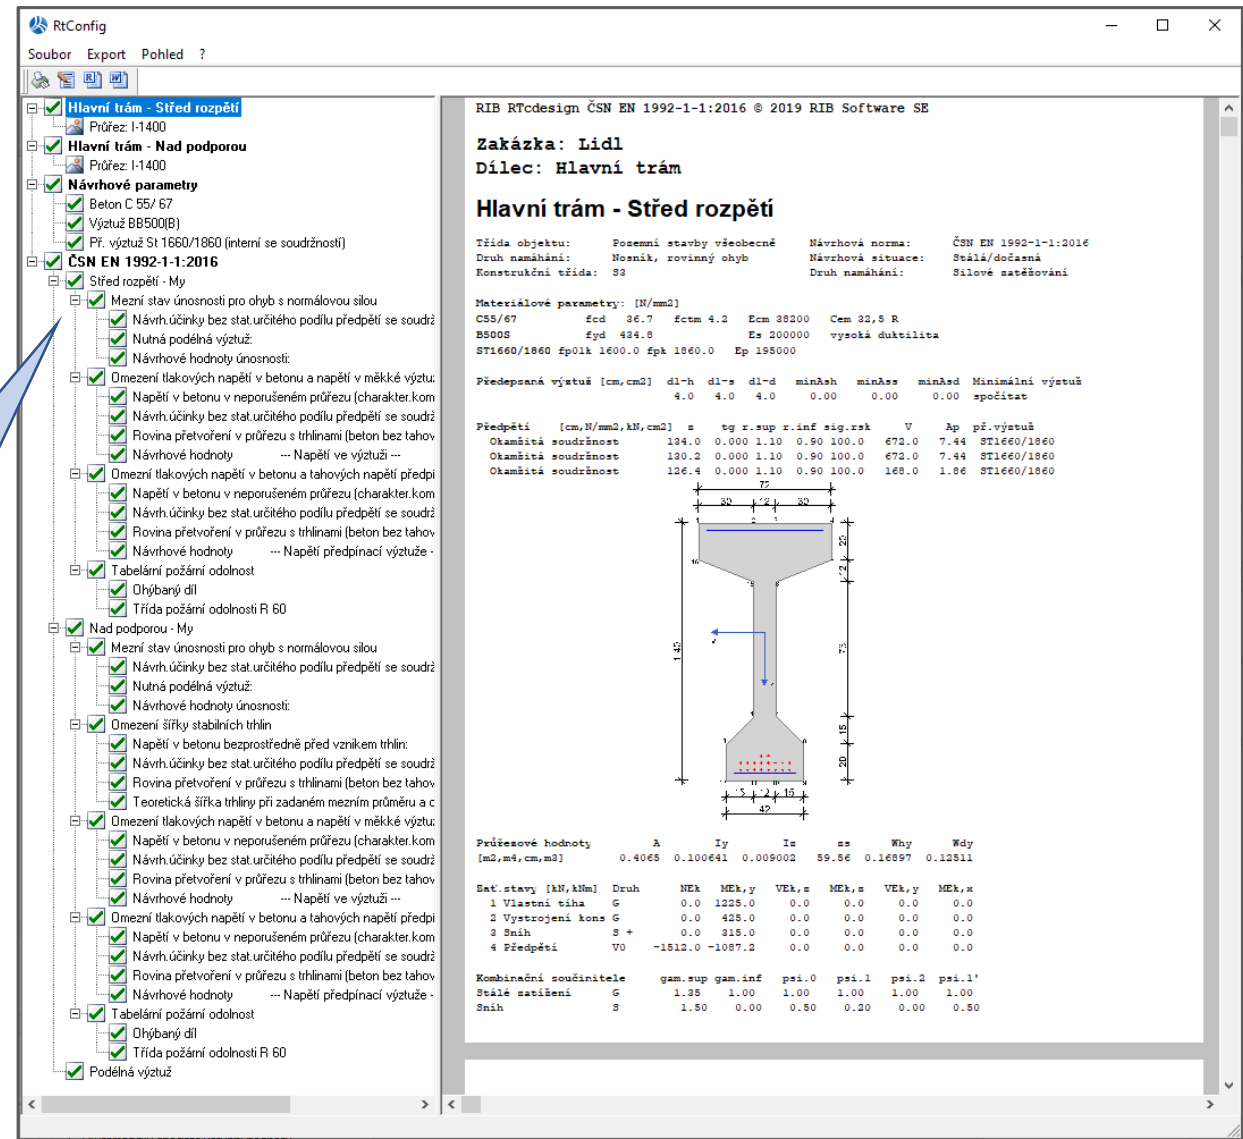 RtConfig
Soubor Export Pohled ?
Hlavní trám - Střed rozpětí
Průřez: I-1400
Hlavní trám - Nad podporou
Průřez: I-1400
Návrhové parametry
Beton C 55/ 67
Výztuž BB500(B)
Př. výztuž St 1660/1860 (interní se soudržností)
ČSN EN 1992-1-1:2016
Střed rozpětí - My
Mezní stav únosnosti pro ohyb s normálovou silou
Návrh.účinky bez stat.určitého podílu předpětí se soudrž
Nutná podélná výztuž:
Návrhové hodnoty únosnosti:
Omezení tlakových napětí v betonu a napětí v měkké výztu:
Napětí v betonu v neporušeném průřezu (charakter.kom
Návrh.účinky bez stat.určitého podílu předpětí se soudrž
Rovina přetvoření v průřezu s trhlinami (beton bez tahov
Návrhové hodnoty --- Napětí ve výztuži ---
Omezní tlakových napětí v betonu a tahových napětí předpi
Napětí v betonu v neporušeném průřezu (charakter.kom
Návrh.účinky bez stat.určitého podílu předpětí se soudrž
Rovina přetvoření v průřezu s trhlinami (beton bez tahov
Návrhové hodnoty --- Napětí předpínací výztuže -
Tabelární požární odolnost
Ohýbaný díl
Třída požární odolnosti R 60
Nad podporou - My
Mezní stav únosnosti pro ohyb s normálovou silou
Návrh.účinky bez stat.určitého podílu předpětí se soudrž
Nutná podélná výztuž:
Návrhové hodnoty únosnosti:
Omezení šířky stabilních trhlin
Napětí v betonu bezprostředně před vznikem trhlin:
Návrh.účinky bez stat.určitého podílu předpětí se soudrž
Rovina přetvoření v průřezu s trhlinami (beton bez tahov
Teoretická šířka trhliny při zadaném mezním průměru a c
Omezení tlakových napětí v betonu a napětí v měkké výztu:
Napětí v betonu v neporušeném průřezu (charakter.kom
Návrh.účinky bez stat.určitého podílu předpětí se soudrž
Rovina přetvoření v průřezu s trhlinami (beton bez tahov
Návrhové hodnoty --- Napětí ve výztuži ---
Omezní tlakových napětí v betonu a tahových napětí předpi
Napětí v betonu v neporušeném průřezu (charakter.kom
Návrh.účinky bez stat.určitého podílu předpětí se soudrž
Rovina přetvoření v průřezu s trhlinami (beton bez tahov
Návrhové hodnoty --- Napětí předpínací výztuže -
Tabelární požární odolnost
Ohýbaný díl
Třída požární odolnosti R 60
Podélná výztuž
RIB RTcdesign ČSN EN 1992-1-1:2016 © 2019 RIB Software SE
Zakázka: Lidl
Dílec: Hlavní trám
Hlavní trám - Střed rozpětí
Třída objektu: Pozemní stavby všeobecně Návrhová norma: ČSN EN 1992-1-1:2016
Druh namáhání: Nosník, rovinný ohyb Návrhová situace: Stálá/dočasná
Konstrukční třída: S3 Druh namáhání: Silové zatěžování
Materiálové parametry: [N/mm2]
C55/67 fcd 36.7 fctm 4.2 Ecm 38200 Cem 32,5 R
B500S fyd 434.8 Es 200000 vysoká duktilita
ST1660/1860 fp01k 1600.0 fpk 1860.0 Ep 195000
Předepsaná výztuž [cm,cm2] d1-h d1-s d1-d minAsh minAss minAsd Minimální výztuž
4.0 4.0 4.0 0.00 0.00 0.00 spočítat
Předpětí [cm,N/mm2,kN,cm2] z tg r.sup r.inf sig.rsk V Ap př.výztuž
Okamžitá soudržnost 134.0 0.000 1.10 0.90 100.0 672.0 7.44 ST1660/1860
Okamžitá soudržnost 130.2 0.000 1.10 0.90 100.0 672.0 7.44 ST1660/1860
Okamžitá soudržnost 126.4 0.000 1.10 0.90 100.0 168.0 1.86 ST1660/1860
72
30 12 30
20
12
1.40
73
15
20
15 12 15
42
Průřezové hodnoty A Iy Iz zs Why Wdy
[m2,m4,cm,m3] 0.4065 0.100641 0.009002 59.56 0.16897 0.12511
Zat.stavy [kN,kNm] Druh NEk MEk,y VEk,z MEk,z VEk,y MEk,x
1 Vlastní tíha G 0.0 1225.0 0.0 0.0 0.0 0.0
2 Vystrojení kons G 0.0 425.0 0.0 0.0 0.0 0.0
3 Sníh S + 0.0 315.0 0.0 0.0 0.0 0.0
4 Předpětí V0 -1512.0 -1087.2 0.0 0.0 0.0 0.0
Kombinační součinitele gam.sup gam.inf psi.0 psi.1 psi.2 psi.1'
Stálé zatížení G 1.35 1.00 1.00 1.00 1.00 1.00
Sníh S 1.50 0.00 0.50 0.20 0.00 0.50